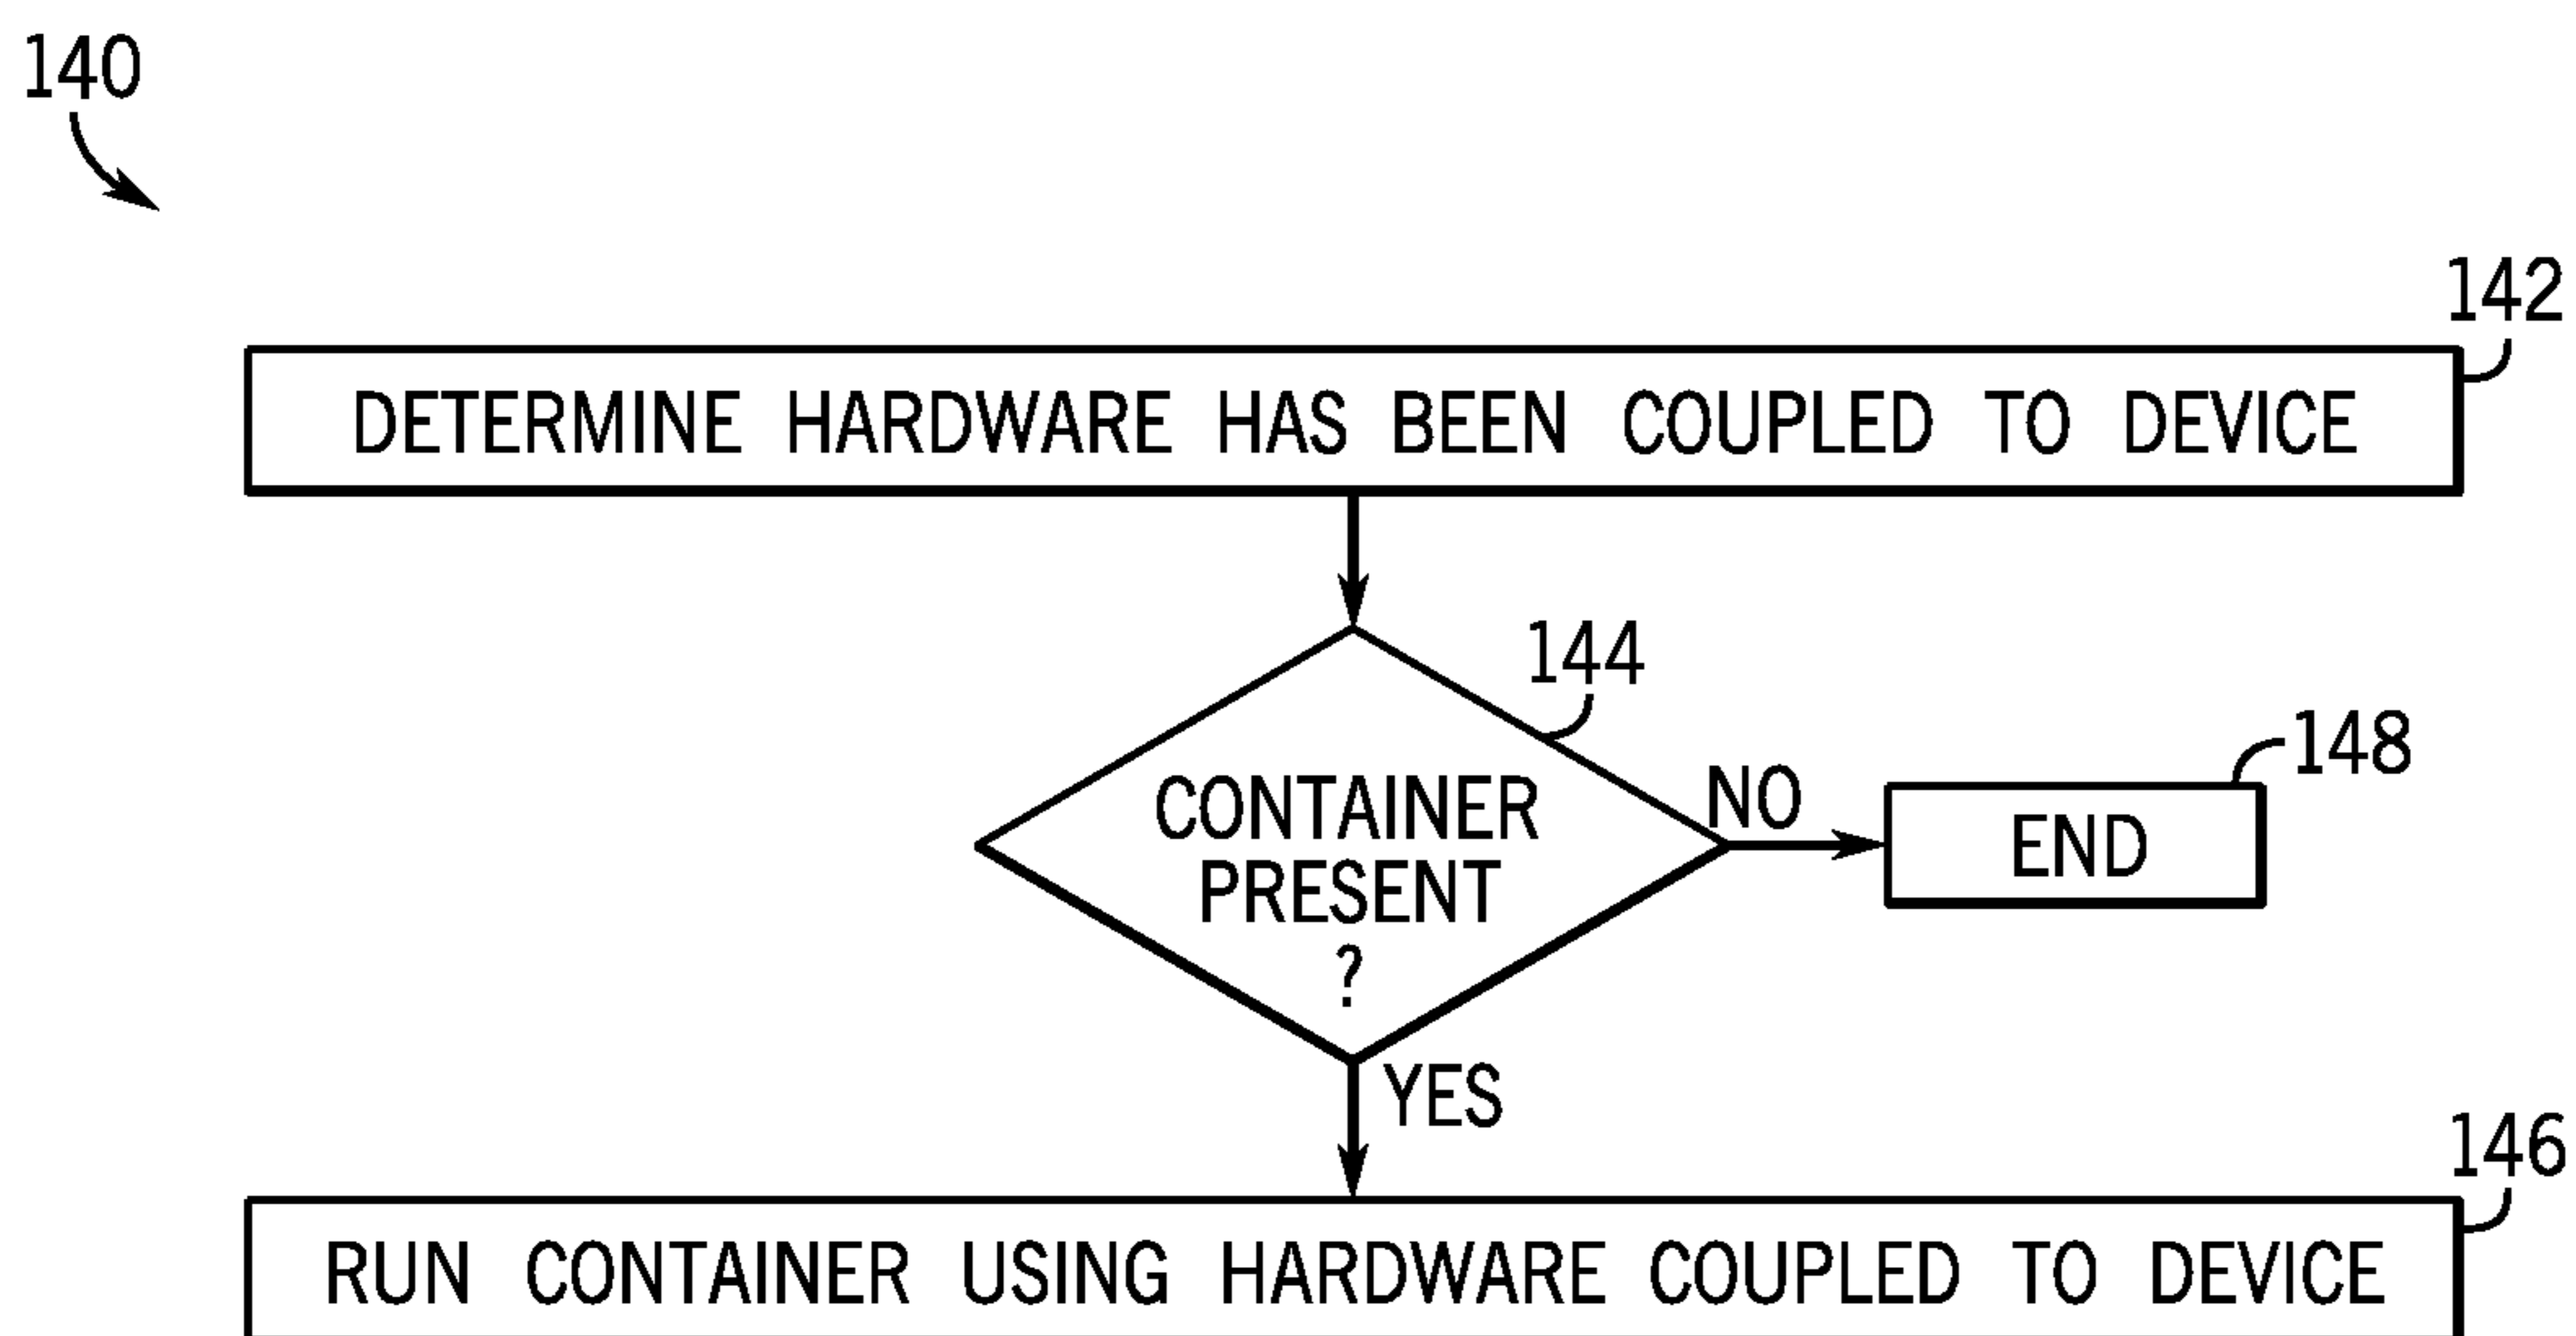 140
142
DETERMINE HARDWARE HAS BEEN COUPLED TO DEVICE
144
CONTAINER
PRESENT
?
NO
148
END
YES
146
RUN CONTAINER USING HARDWARE COUPLED TO DEVICE